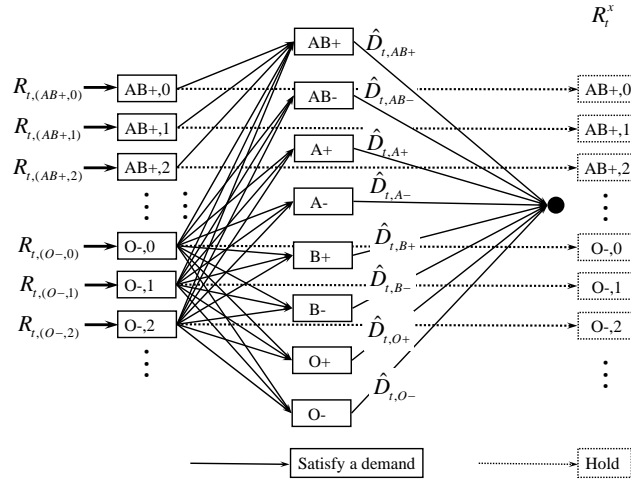 R_t^x
AB+ D̂_{t,AB+}
R_{t,(AB+,0)} AB+,0 AB- D̂_{t,AB-} AB+,0
R_{t,(AB+,1)} AB+,1 AB+,1
R_{t,(AB+,2)} AB+,2 A+ D̂_{t,A+} AB+,2
A- D̂_{t,A-}
R_{t,(O-,0)} O-,0 B+ D̂_{t,B+} O-,0
R_{t,(O-,1)} O-,1 B- D̂_{t,B-} O-,1
R_{t,(O-,2)} O-,2 D̂_{t,O+} O-,2
O+
O- D̂_{t,O-}
Satisfy a demand Hold